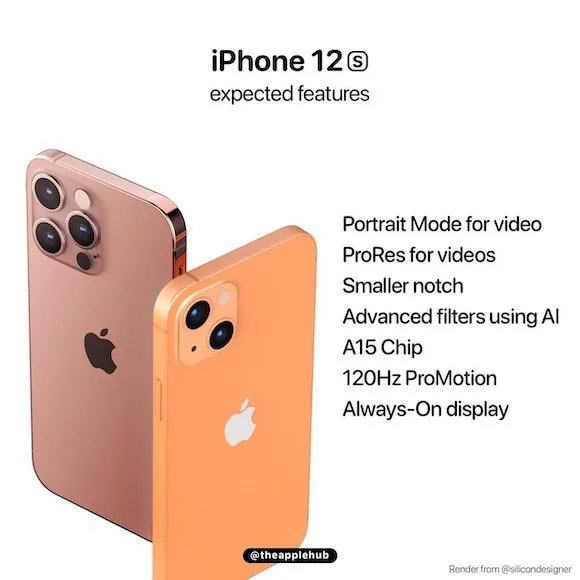 iPhone 12 S
expected features
Portrait Mode for video
ProRes for videos
Smaller notch
Advanced filters using AI
A15 Chip
120Hz ProMotion
Always-On display
@theapplehub
Render from @silicondesigner